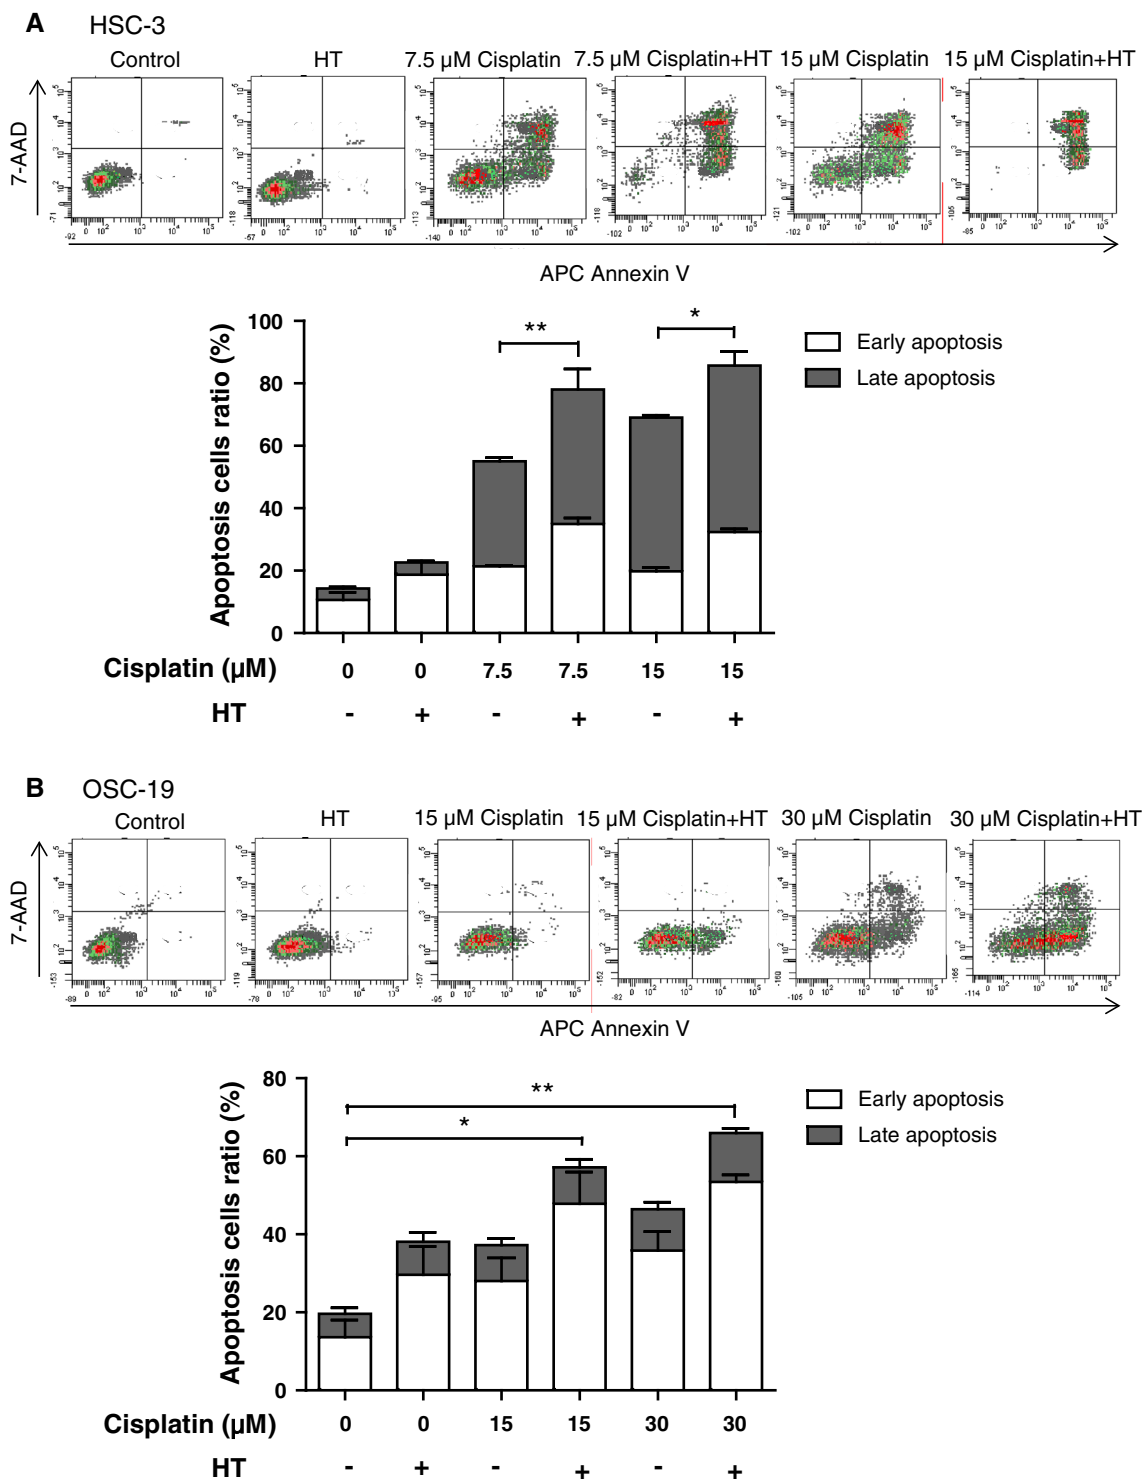 A HSC-3
Control HT 7.5 µM Cisplatin 7.5 µM Cisplatin+HT 15 µM Cisplatin 15 µM Cisplatin+HT
7-AAD
APC Annexin V
Apoptosis cells ratio (%)
100
80
60
40
20
0
** *
Early apoptosis
Late apoptosis
Cisplatin (µM) 0 0 7.5 7.5 15 15
HT - + - + - +
B OSC-19
Control HT 15 µM Cisplatin 15 µM Cisplatin+HT 30 µM Cisplatin 30 µM Cisplatin+HT
7-AAD
APC Annexin V
Apoptosis cells ratio (%)
80
60
40
20
0
**
*
Early apoptosis
Late apoptosis
Cisplatin (µM) 0 0 15 15 30 30
HT - + - + - +